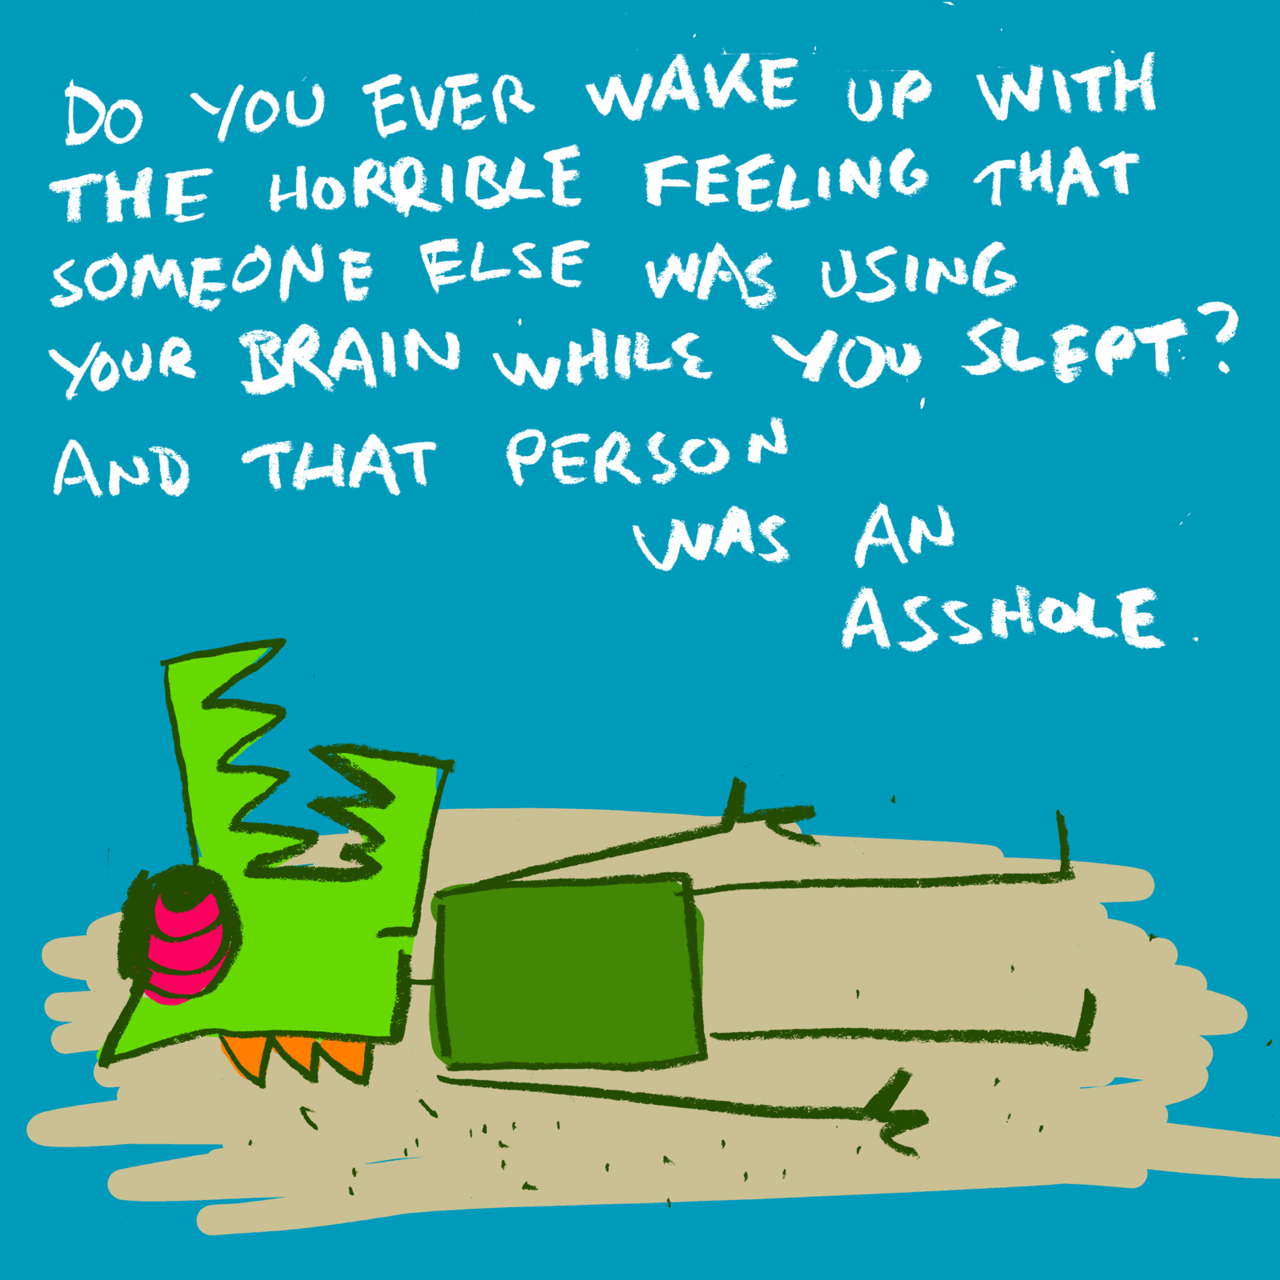 DO YOU EVER WAKE UP WITH
THE HORRIBLE FEELING THAT
SOMEONE ELSE WAS USING
YOUR BRAIN WHILE YOU SLEPT?
AND THAT PERSON
WAS AN
ASSHOLE.